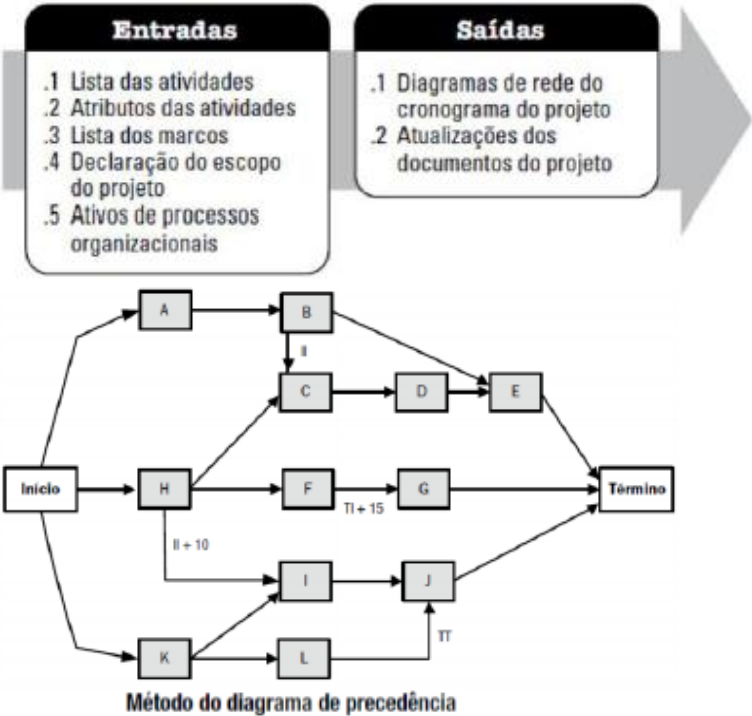 Entradas
.1 Lista das atividades
.2 Atributos das atividades
.3 Lista dos marcos
.4 Declaração do escopo
do projeto
.5 Ativos de processos
organizacionais
Saídas
.1 Diagramas de rede do
cronograma do projeto
.2 Atualizações dos
documentos do projeto
A
B
II
C
D
E
Início
H
F
TI + 15
G
Término
II + 10
I
J
TT
K
L
Método do diagrama de precedência